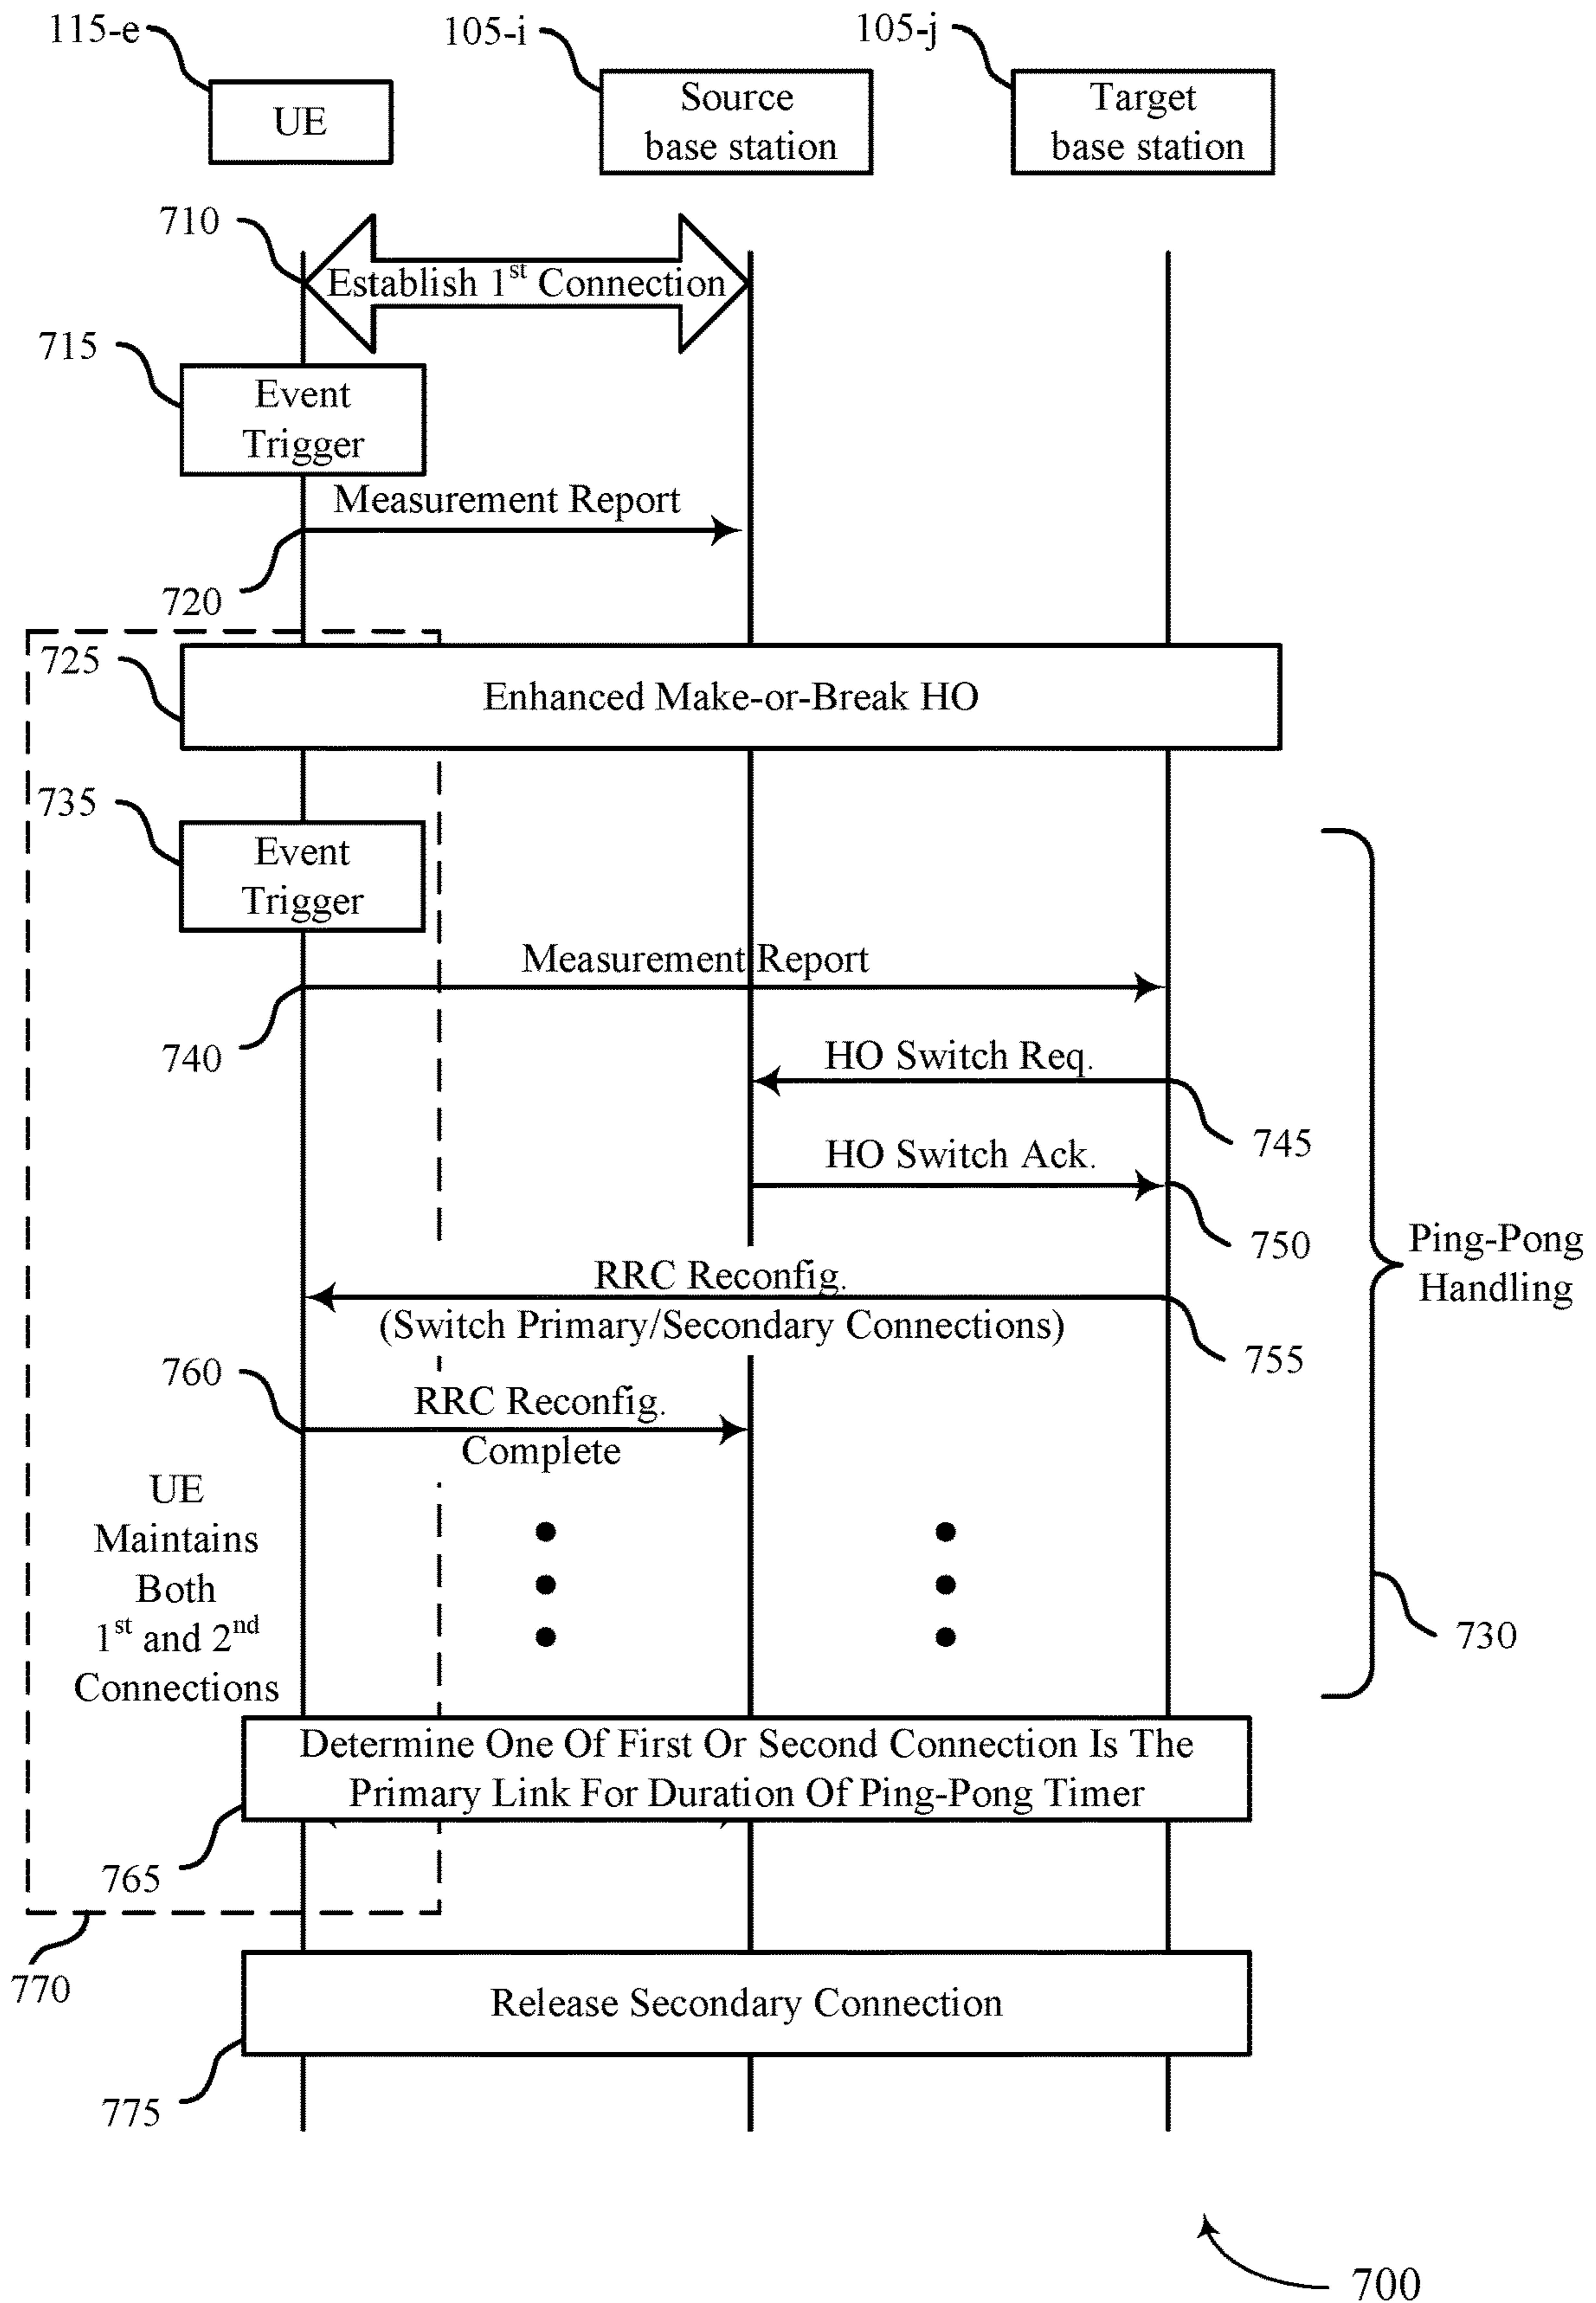 115-e
105-i
105-j
UE
Source
base station
Target
base station
710
Establish 1st Connection
715
Event
Trigger
Measurement Report
720
725
Enhanced Make-or-Break HO
735
Event
Trigger
Measurement Report
740
HO Switch Req.
745
HO Switch Ack.
750
Ping-Pong
Handling
RRC Reconfig.
(Switch Primary/Secondary Connections)
755
760
RRC Reconfig.
Complete
UE
Maintains
Both
1st and 2nd
Connections
730
Determine One Of First Or Second Connection Is The
Primary Link For Duration Of Ping-Pong Timer
765
770
Release Secondary Connection
775
700